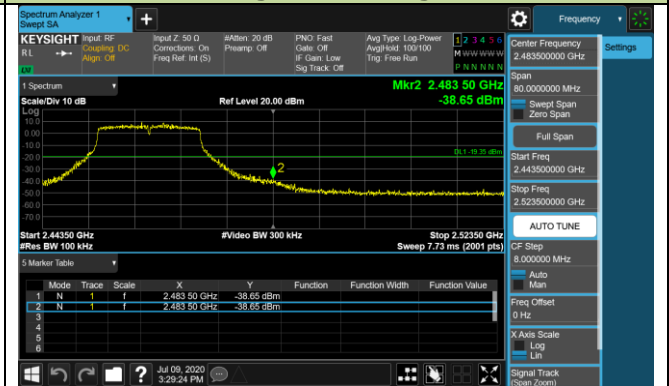 Spectrum Analyzer 1
Swept SA
+
Frequency
KEYSIGHT
RL
LXI
Input: RF
Coupling: DC
Align: Off
Input Z: 50 Ω
Corrections: On
Freq Ref: Int (S)
#Atten: 20 dB
Preamp: Off
PNO: Fast
Gate: Off
IF Gain: Low
Sig Track: Off
Avg Type: Log-Power
Avg|Hold: 100/100
Trig: Free Run
1 2 3 4 5 6
M W W W W W
P N N N N N
1 Spectrum
Mkr2 2.483 50 GHz
-38.65 dBm
Scale/Div 10 dB
Ref Level 20.00 dBm
Log
10.0
0.00
-10.0
-20.0
-30.0
-40.0
-50.0
-60.0
-70.0
DL1 -19.35 dBm
2
Start 2.44350 GHz
#Res BW 100 kHz
#Video BW 300 kHz
Stop 2.52350 GHz
Sweep 7.73 ms (2001 pts)
5 Marker Table
Mode Trace Scale X Y Function Function Width Function Value
1 N 1 f 2.483 50 GHz -38.65 dBm
2 N 1 f 2.483 50 GHz -38.65 dBm
3
4
5
6
Jul 09, 2020
3:29:24 PM
?
Center Frequency
2.483500000 GHz
Settings
Span
80.0000000 MHz
Swept Span
Zero Span
Full Span
Start Freq
2.443500000 GHz
Stop Freq
2.523500000 GHz
AUTO TUNE
CF Step
8.000000 MHz
Auto
Man
Freq Offset
0 Hz
X Axis Scale
Log
Lin
Signal Track
(Span Zoom)